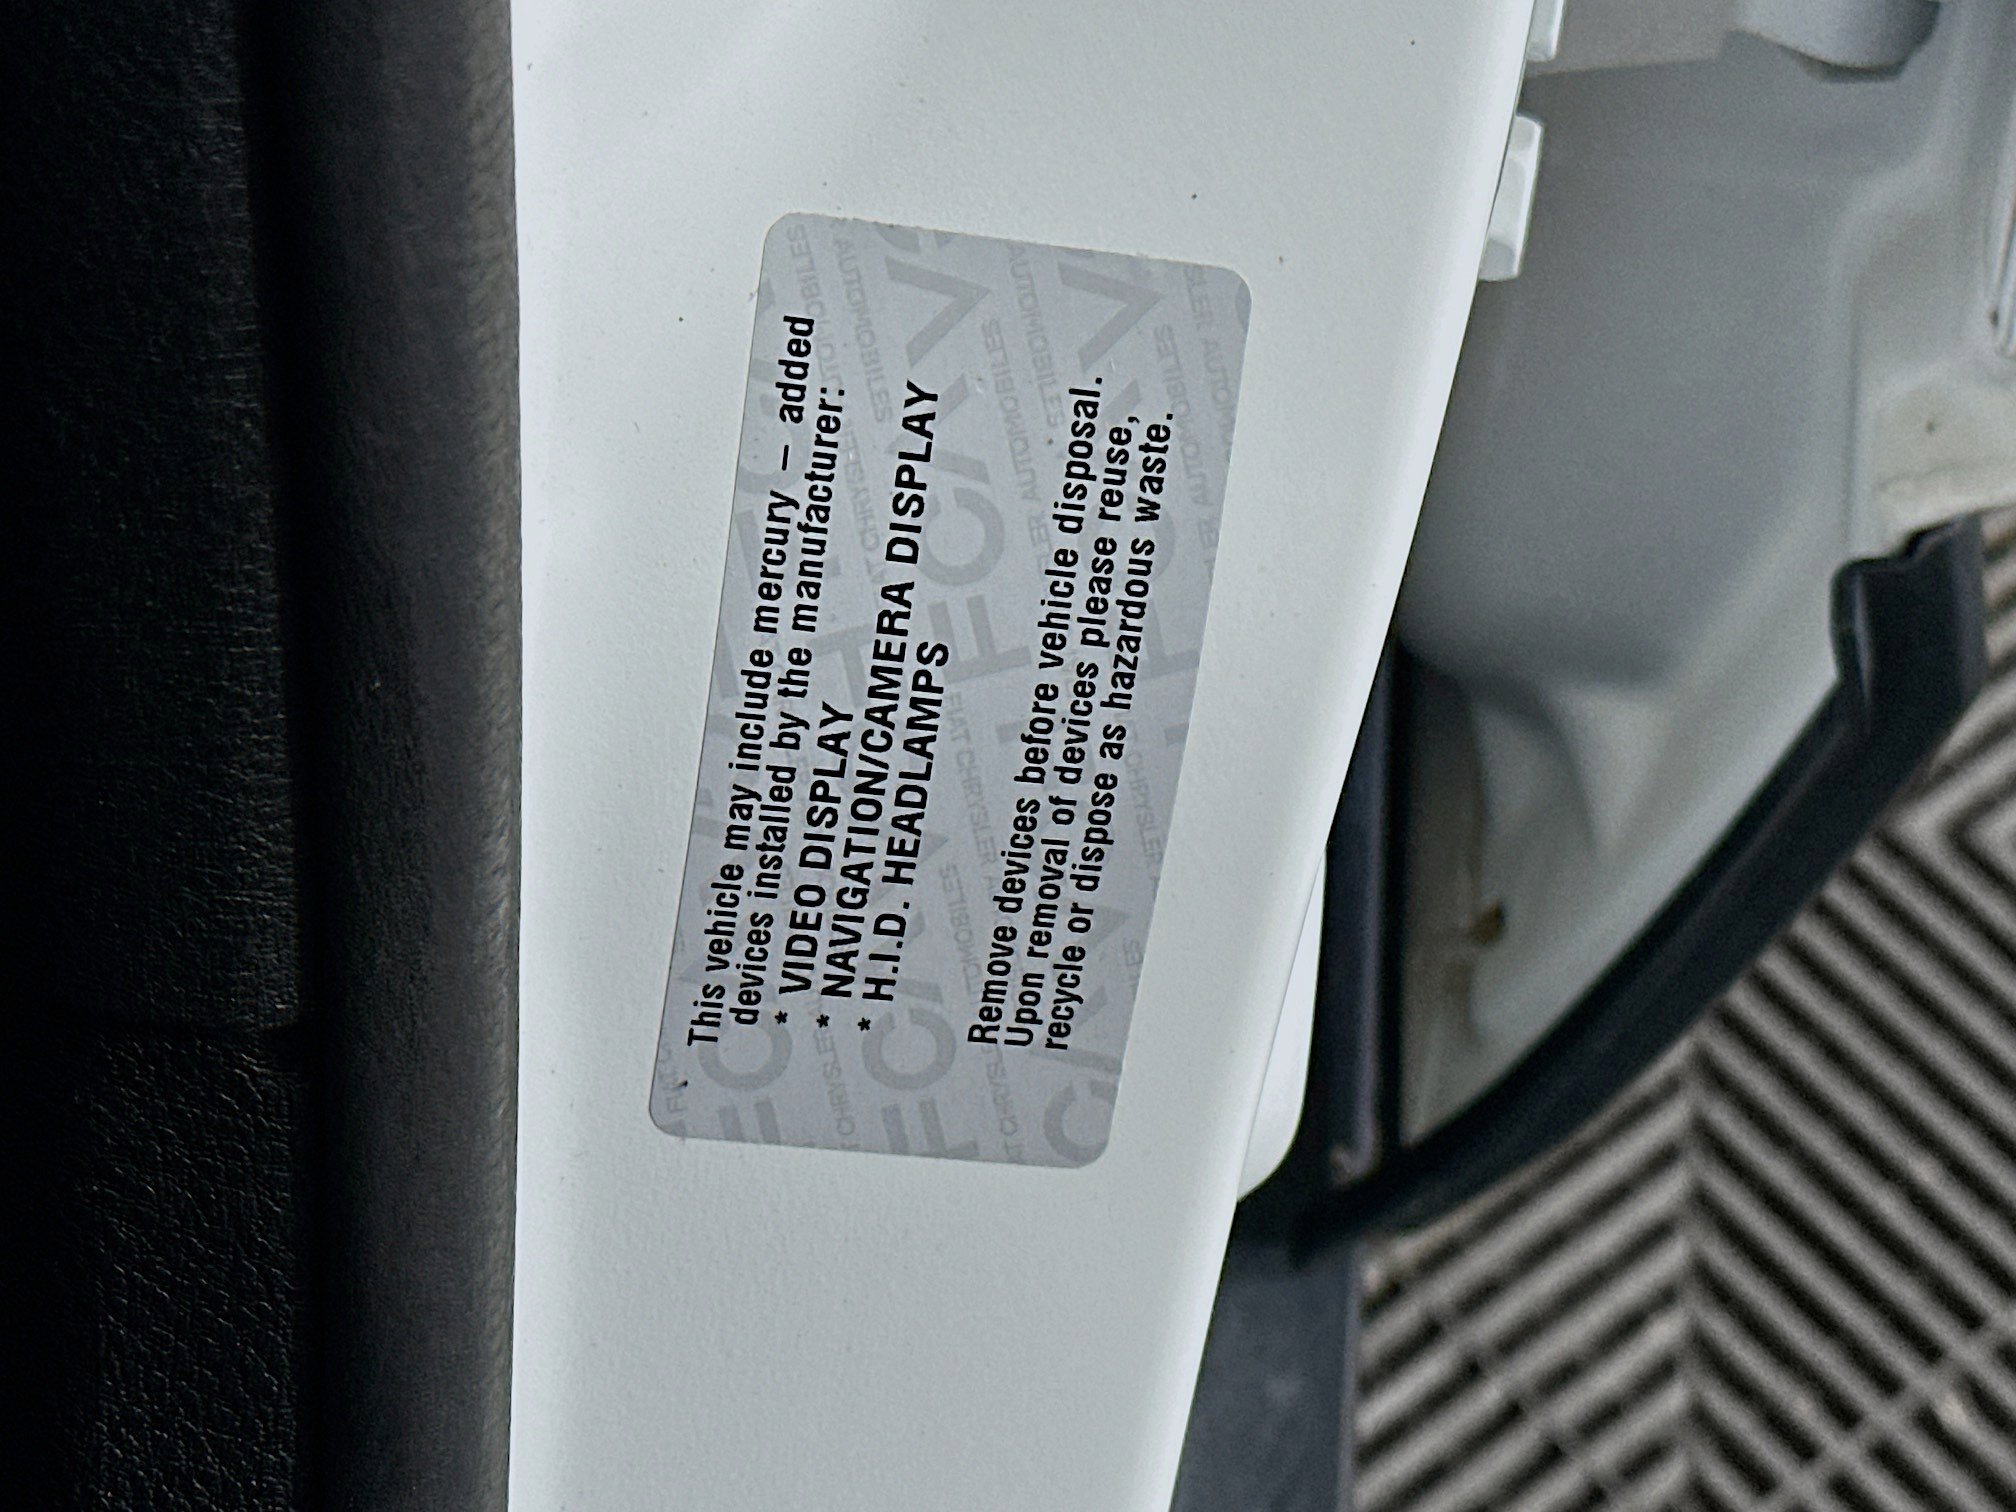 This vehicle may include mercury – added
devices installed by the manufacturer:
* VIDEO DISPLAY
* NAVIGATION/CAMERA DISPLAY
* H.I.D. HEADLAMPS
Remove devices before vehicle disposal.
Upon removal of devices please reuse,
recycle or dispose as hazardous waste.